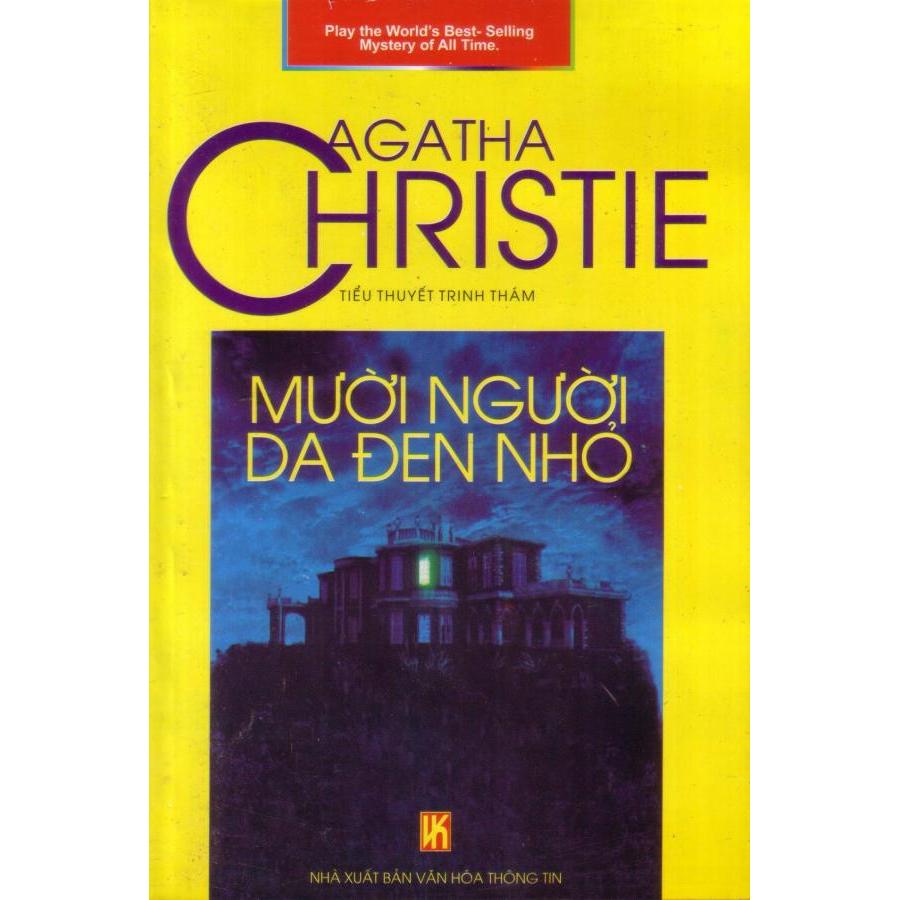 Play the World's Best- Selling
Mystery of All Time.
AGATHA
CHRISTIE
TIỂU THUYẾT TRINH THÁM
MƯỜI NGƯỜI
DA ĐEN NHỎ
NHÀ XUẤT BẢN VĂN HÓA THÔNG TIN